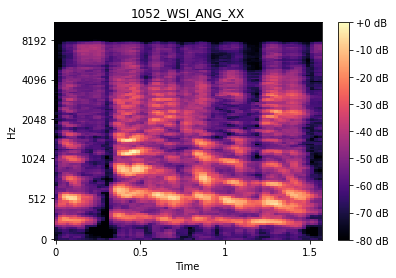 1052_WSI_ANG_XX
+0 dB
8192
-10 dB
4096
-20 dB
-30 dB
2048
Hz
-40 dB
1024
-50 dB
512
-60 dB
-70 dB
0
-80 dB
0
0.5
1
1.5
Time